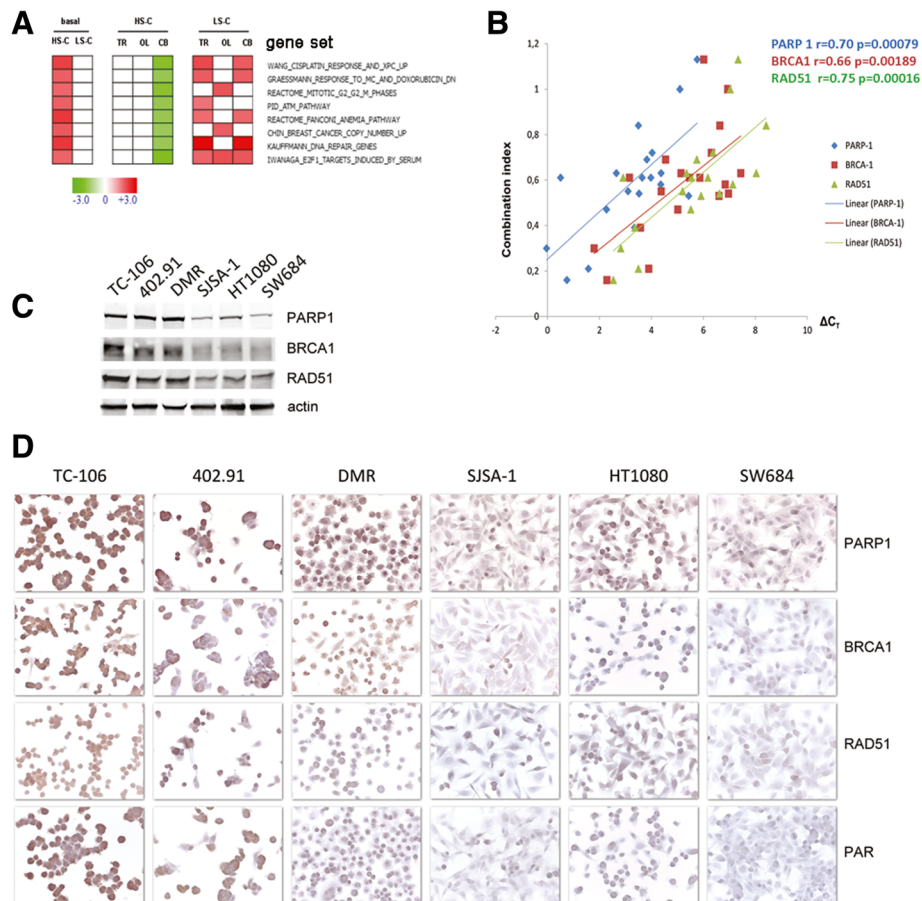 A
basal
HS-C
LS-C
HS-C LS-C
TR OL CB
TR OL CB
gene set
WANG_CISPLATIN_RESPONSE_AND_XPC_UP
GRAESSMANN_RESPONSE_TO_MC_AND_DOXORUBICIN_DN
REACTOME_MITOTIC_G2_G2_M_PHASES
PID_ATM_PATHWAY
REACTOME_FANCONI_ANEMIA_PATHWAY
CHIN_BREAST_CANCER_COPY_NUMBER_UP
KAUFFMANN_DNA_REPAIR_GENES
IWANAGA_E2F1_TARGETS_INDUCED_BY_SERUM
-3.0 0 +3.0
B
PARP 1 r=0.70 p=0.00079
BRCA1 r=0.66 p=0.00189
RAD51 r=0.75 p=0.00016
Combination index
1,2
1
0,8
0,6
0,4
0,2
0
-2 0 2 4 6 8 10
ΔCT
PARP-1
BRCA-1
RAD51
Linear (PARP-1)
Linear (BRCA-1)
Linear (RAD51)
C
TC-106 402.91 DMR SJSA-1 HT1080 SW684
PARP1
BRCA1
RAD51
actin
D
TC-106 402.91 DMR SJSA-1 HT1080 SW684
PARP1
BRCA1
RAD51
PAR